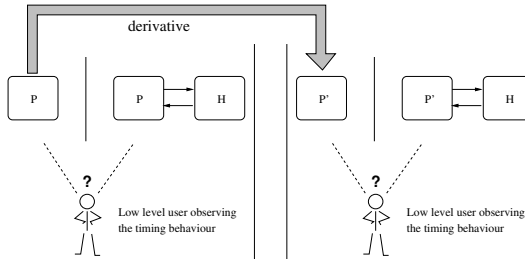 derivative
P P H P' P' H
? ?
Low level user observing
the timing behaviour
Low level user observing
the timing behaviour